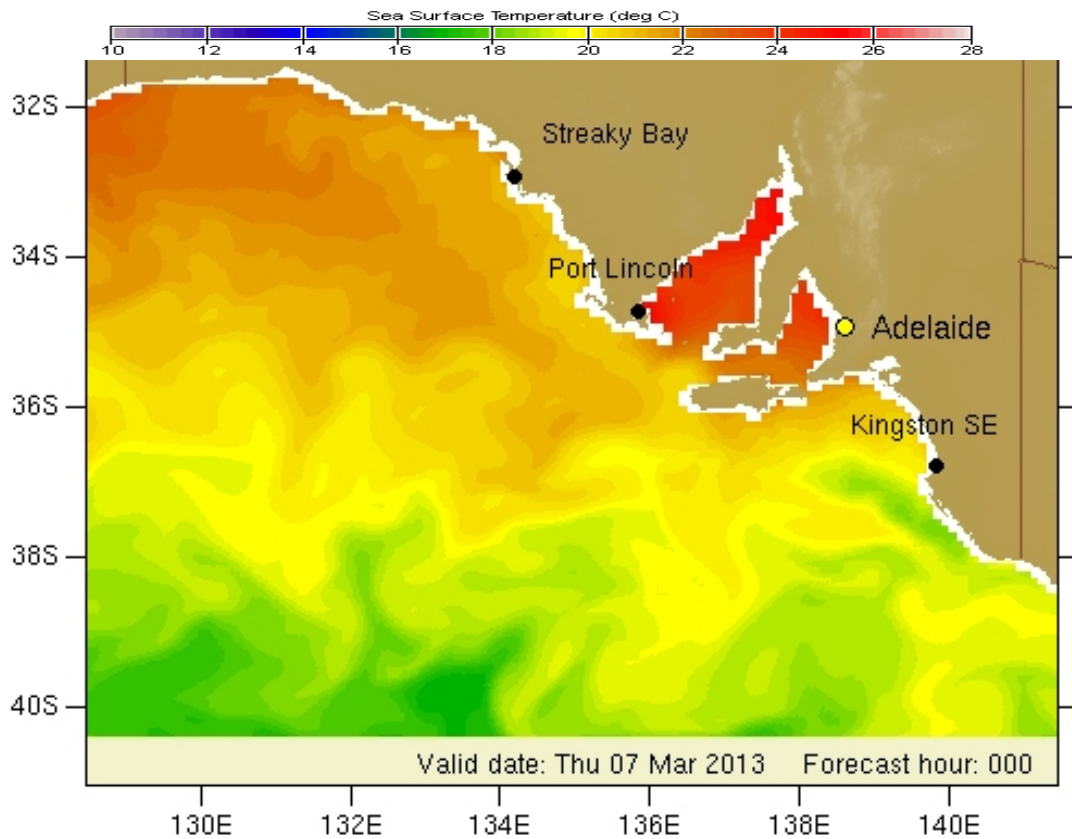 Sea Surface Temperature (deg C)
10 12 14 16 18 20 22 24 26 28
32S
Streaky Bay
34S
Port Lincoln
Adelaide
36S
Kingston SE
38S
40S
Valid date: Thu 07 Mar 2013 Forecast hour: 000
130E 132E 134E 136E 138E 140E